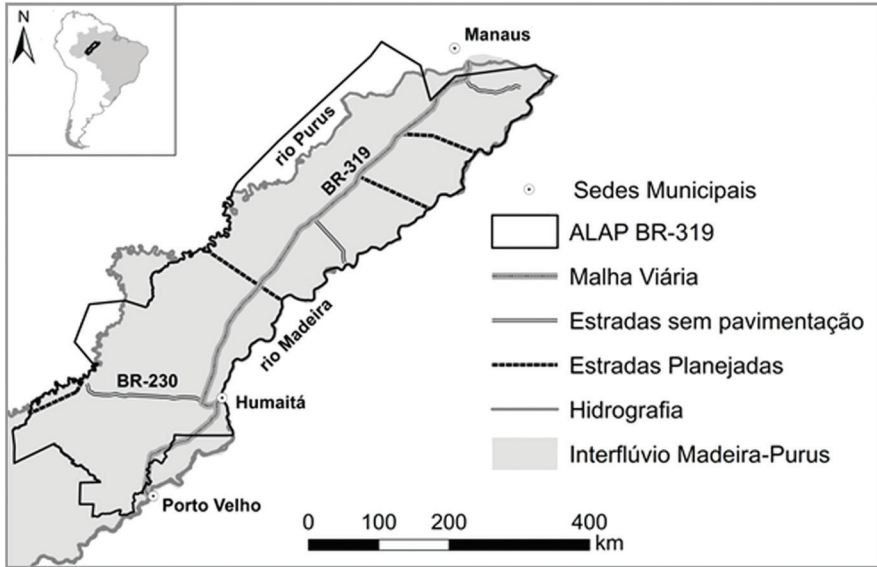 N
Manaus
rio Purus
BR-319
Sedes Municipais
ALAP BR-319
Malha Viária
Estradas sem pavimentação
rio Madeira
Estradas Planejadas
BR-230
Humaitá
Hidrografia
Interflúvio Madeira-Purus
Porto Velho
0 100 200 400
km